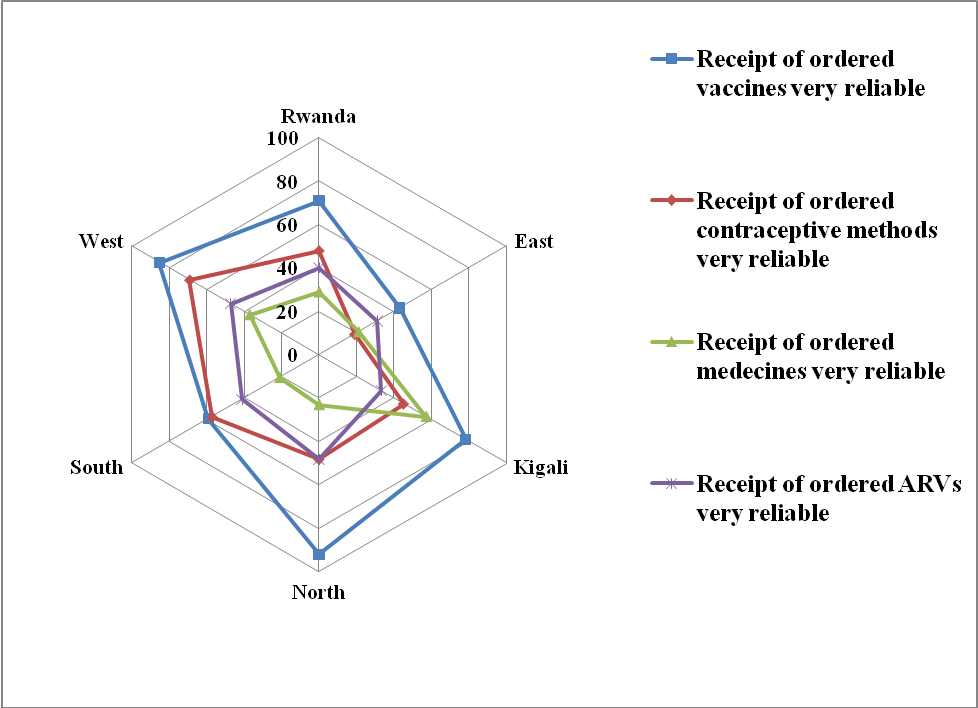 Rwanda
100
80
60
40
20
0
East
Kigali
North
South
West
Receipt of ordered
vaccines very reliable
Receipt of ordered
contraceptive methods
very reliable
Receipt of ordered
medecines very reliable
Receipt of ordered ARVs
very reliable